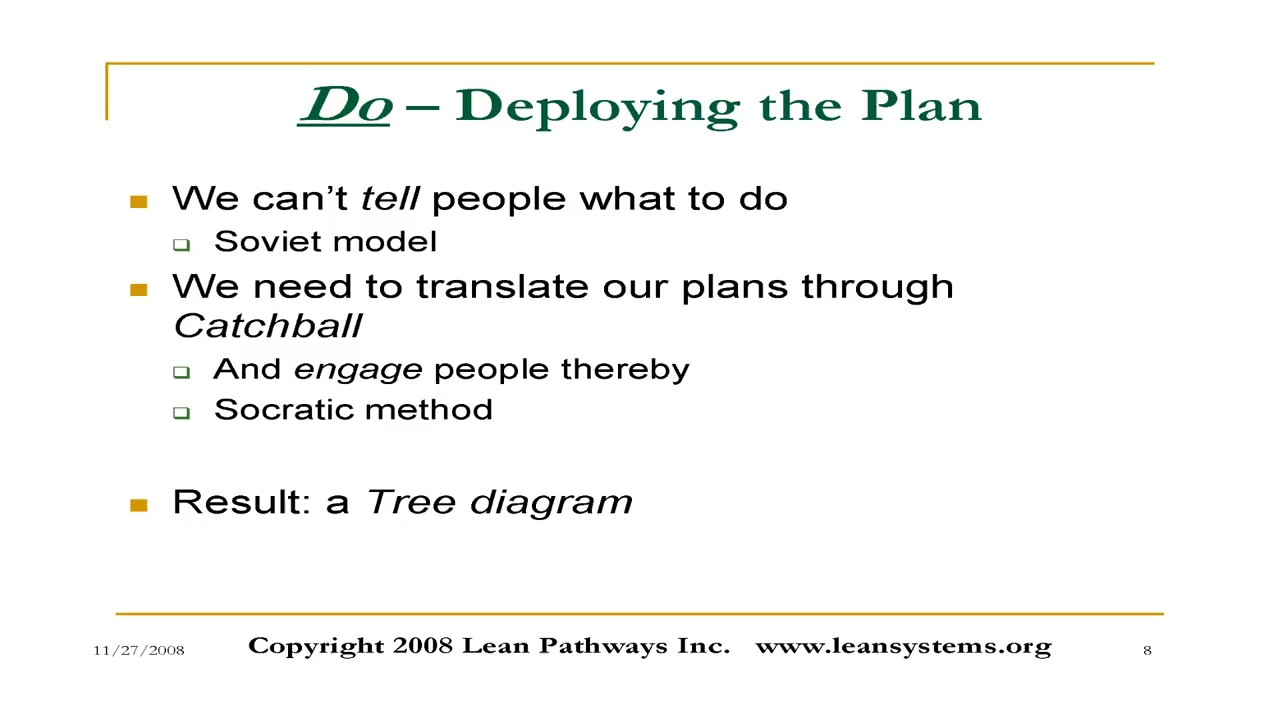 Do – Deploying the Plan
We can't tell people what to do
Soviet model
We need to translate our plans through
Catchball
And engage people thereby
Socratic method
Result: a Tree diagram
11/27/2008 Copyright 2008 Lean Pathways Inc. www.leansystems.org 8